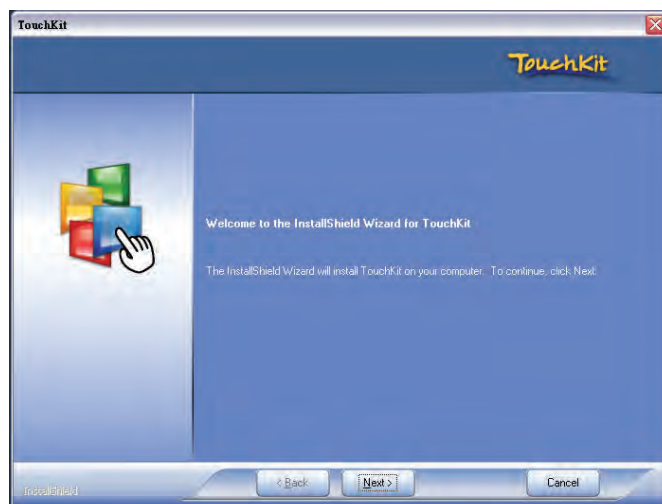 TouchKit
TouchKit
Welcome to the InstallShield Wizard for TouchKit
The InstallShield Wizard will install TouchKit on your computer. To continue, click Next.
InstallShield
< Back
Next >
Cancel